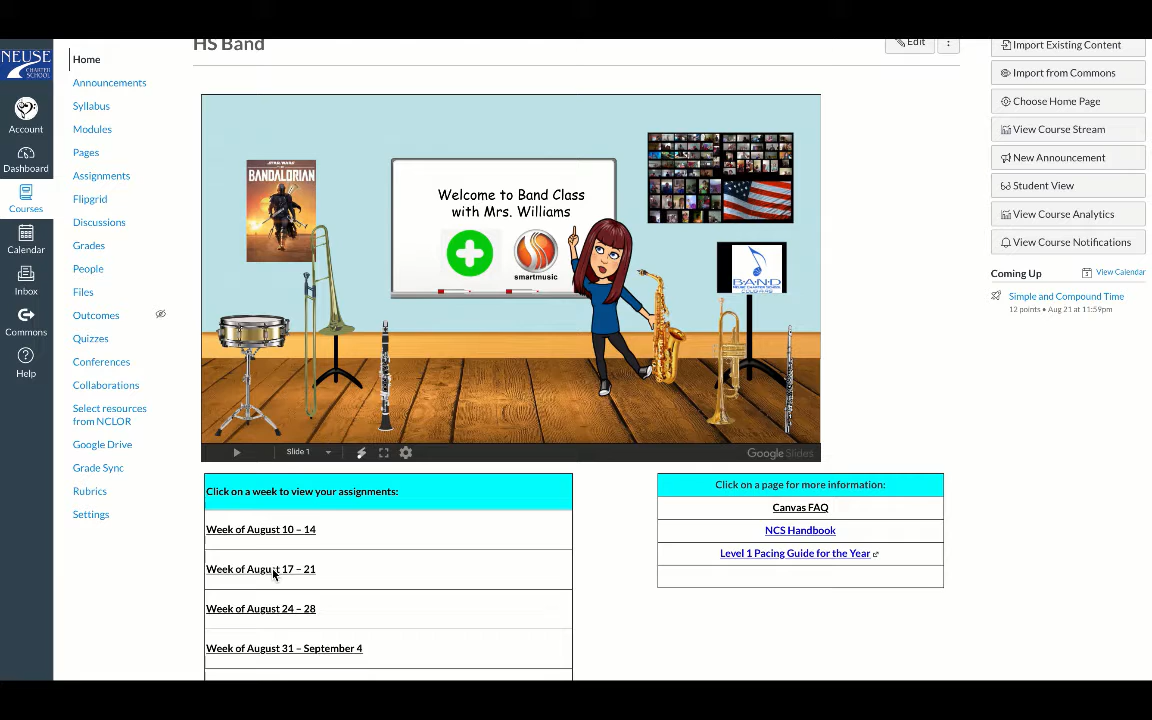 HS Band
Edit
NEUSE
CHARTER
SCHOOL
Account
Dashboard
Courses
Calendar
Inbox
Commons
Help
Home
Announcements
Syllabus
Modules
Pages
Assignments
Flipgrid
Discussions
Grades
People
Files
Outcomes
Quizzes
Conferences
Collaborations
Select resources
from NCLOR
Google Drive
Grade Sync
Rubrics
Settings
STAR WARS
BANDALORIAN
Welcome to Band Class
with Mrs. Williams
smartmusic
BAND
Slide 1
Google Slides
Click on a week to view your assignments:
Week of August 10 – 14
Week of August 17 – 21
Week of August 24 – 28
Week of August 31 – September 4
Click on a page for more information:
Canvas FAQ
NCS Handbook
Level 1 Pacing Guide for the Year
Import Existing Content
Import from Commons
Choose Home Page
View Course Stream
New Announcement
Student View
View Course Analytics
View Course Notifications
Coming Up
View Calendar
Simple and Compound Time
12 points • Aug 21 at 11:59pm